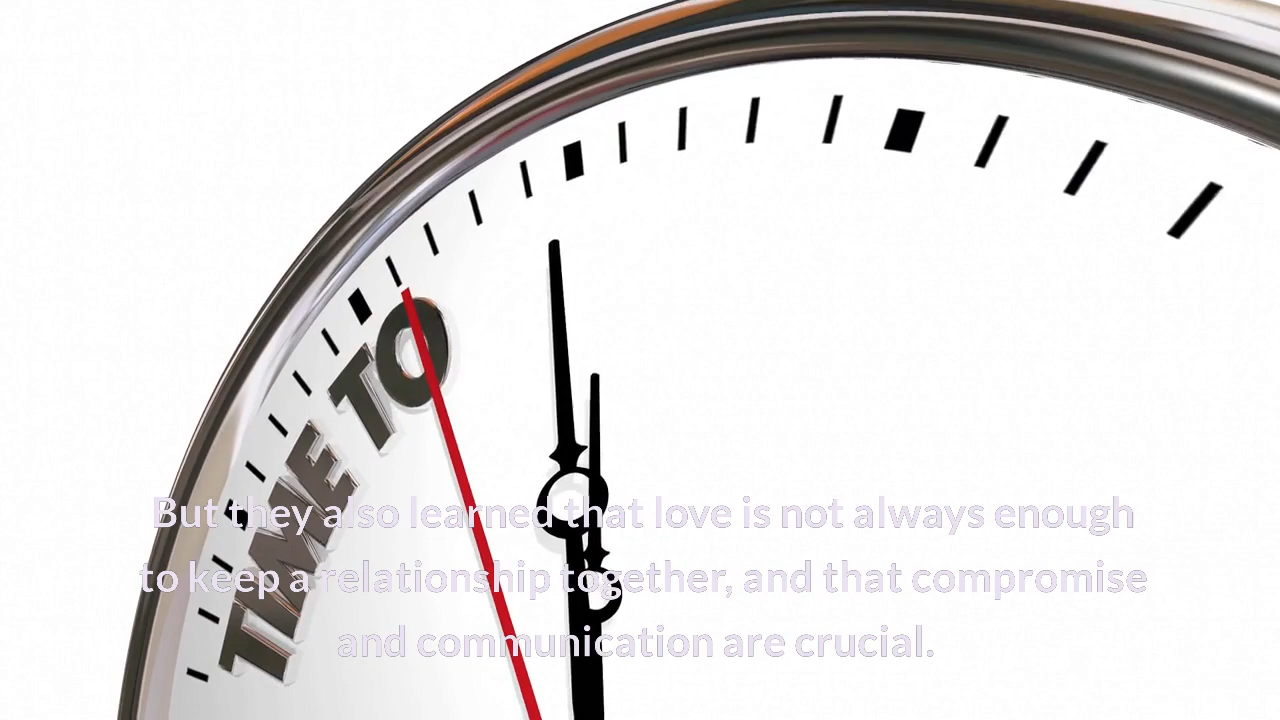 TIME TO
But they also learned that love is not always enough
to keep a relationship together, and that compromise
and communication are crucial.